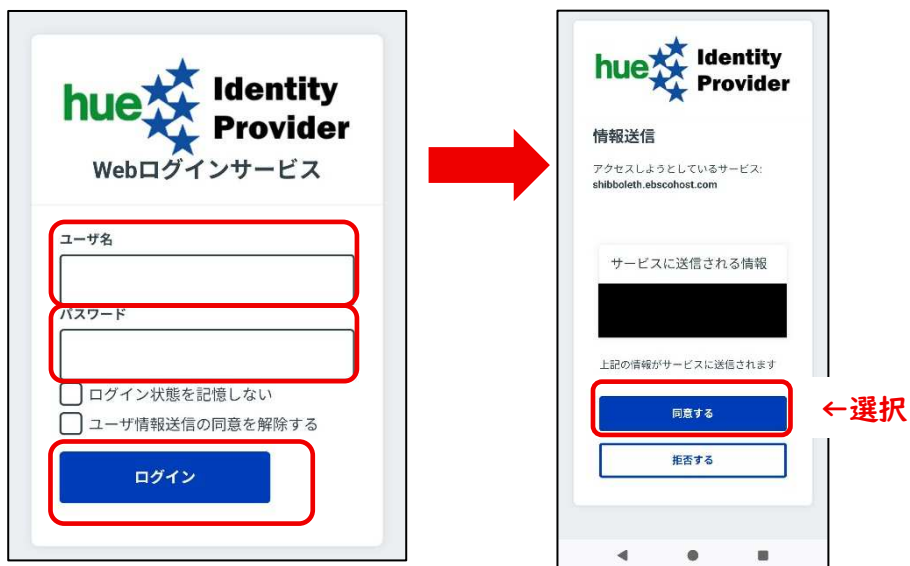 hue Identity
Provider
Webログインサービス
ユーザ名
パスワード
ログイン状態を記憶しない
ユーザ情報送信の同意を解除する
ログイン
hue Identity
Provider
情報送信
アクセスしようとしているサービス:
shibboleth.ebscohost.com
サービスに送信される情報
上記の情報がサービスに送信されます
同意する
←選択
拒否する